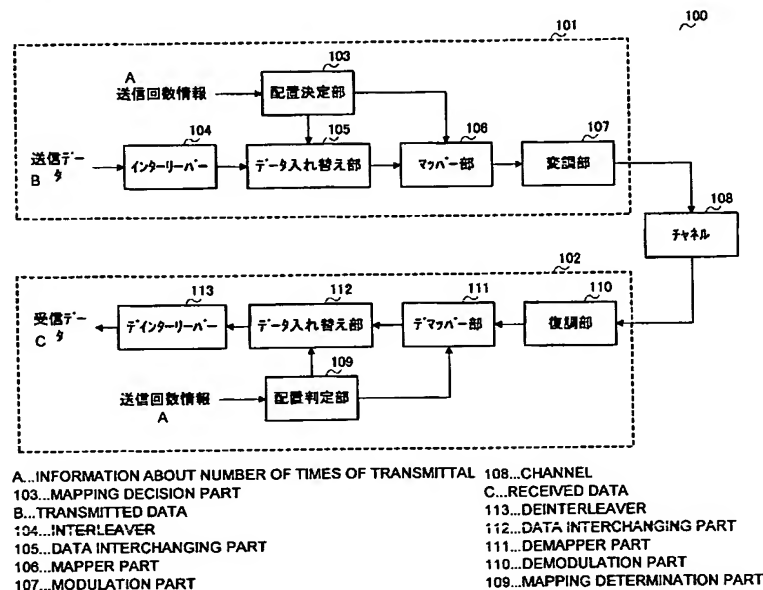 100
101
103
A
送信回数情報
配置決定部
104
105
106
107
送信データ
B
インターリーバー
データ入れ替え部
マッパー部
変調部
108
チャネル
102
113
112
111
110
受信データ
C
デインターリーバー
データ入れ替え部
デマッパー部
復調部
109
送信回数情報
A
配置判定部
A...INFORMATION ABOUT NUMBER OF TIMES OF TRANSMITTAL
103...MAPPING DECISION PART
B...TRANSMITTED DATA
104...INTERLEAVER
105...DATA INTERCHANGING PART
106...MAPPER PART
107...MODULATION PART
108...CHANNEL
C...RECEIVED DATA
113...DEINTERLEAVER
112...DATA INTERCHANGING PART
111...DEMAPPER PART
110...DEMODULATION PART
109...MAPPING DETERMINATION PART